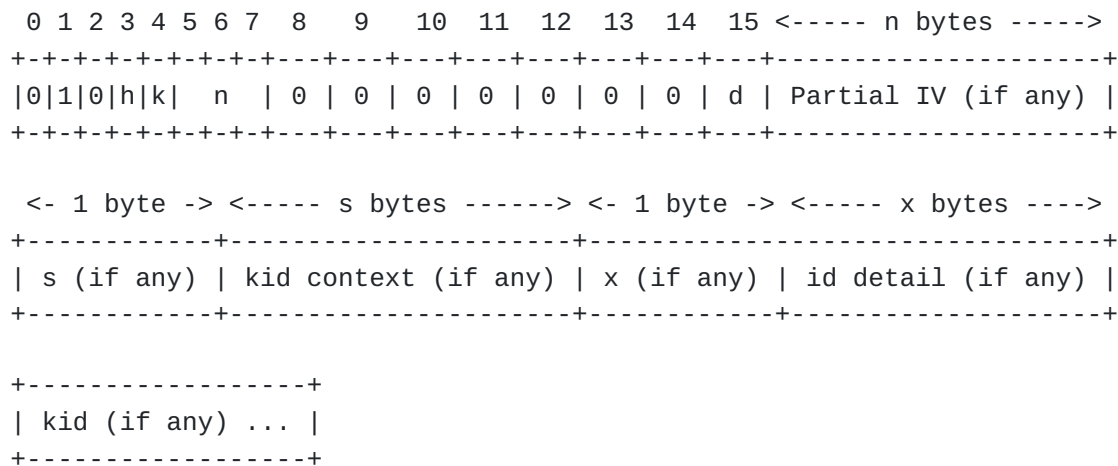 0 1 2 3 4 5 6 7  8   9   10  11  12  13  14  15 <----- n bytes ----->
+-+-+-+-+-+-+-+-+---+---+---+---+---+---+---+---+---------------------+
|0|1|0|h|k|  n  | 0 | 0 | 0 | 0 | 0 | 0 | 0 | d | Partial IV (if any) |
+-+-+-+-+-+-+-+-+---+---+---+---+---+---+---+---+---------------------+

 <- 1 byte -> <----- s bytes ------> <- 1 byte -> <----- x bytes ---->
+------------+----------------------+---------------------------------+
| s (if any) | kid context (if any) | x (if any) | id detail (if any) |
+------------+----------------------+------------+--------------------+

+------------------+
| kid (if any) ... |
+------------------+